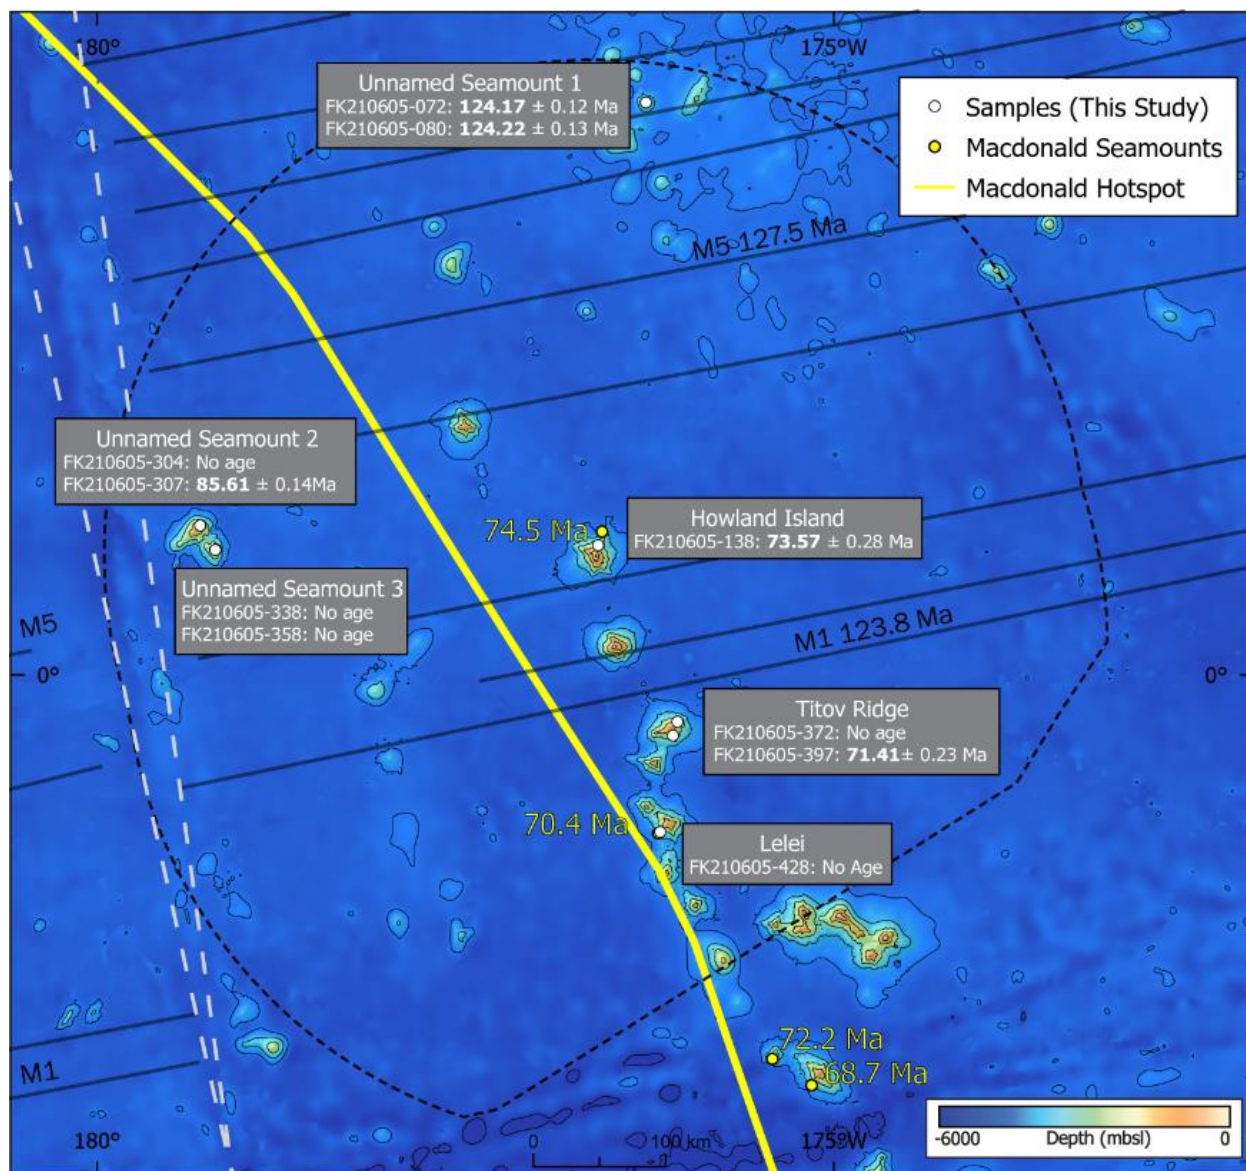 180°
175°W
Unnamed Seamount 1
FK210605-072: 124.17 ± 0.12 Ma
FK210605-080: 124.22 ± 0.13 Ma
Samples (This Study)
Macdonald Seamounts
Macdonald Hotspot
M5 127.5 Ma
Unnamed Seamount 2
FK210605-304: No age
FK210605-307: 85.61 ± 0.14Ma
74.5 Ma
Howland Island
FK210605-138: 73.57 ± 0.28 Ma
Unnamed Seamount 3
FK210605-338: No age
FK210605-358: No age
M5
M1 123.8 Ma
0°
0°
Titov Ridge
FK210605-372: No age
FK210605-397: 71.41± 0.23 Ma
70.4 Ma
Lelei
FK210605-428: No Age
72.2 Ma
68.7 Ma
M1
180°
0
100 km
175°W
-6000
Depth (mbsl)
0